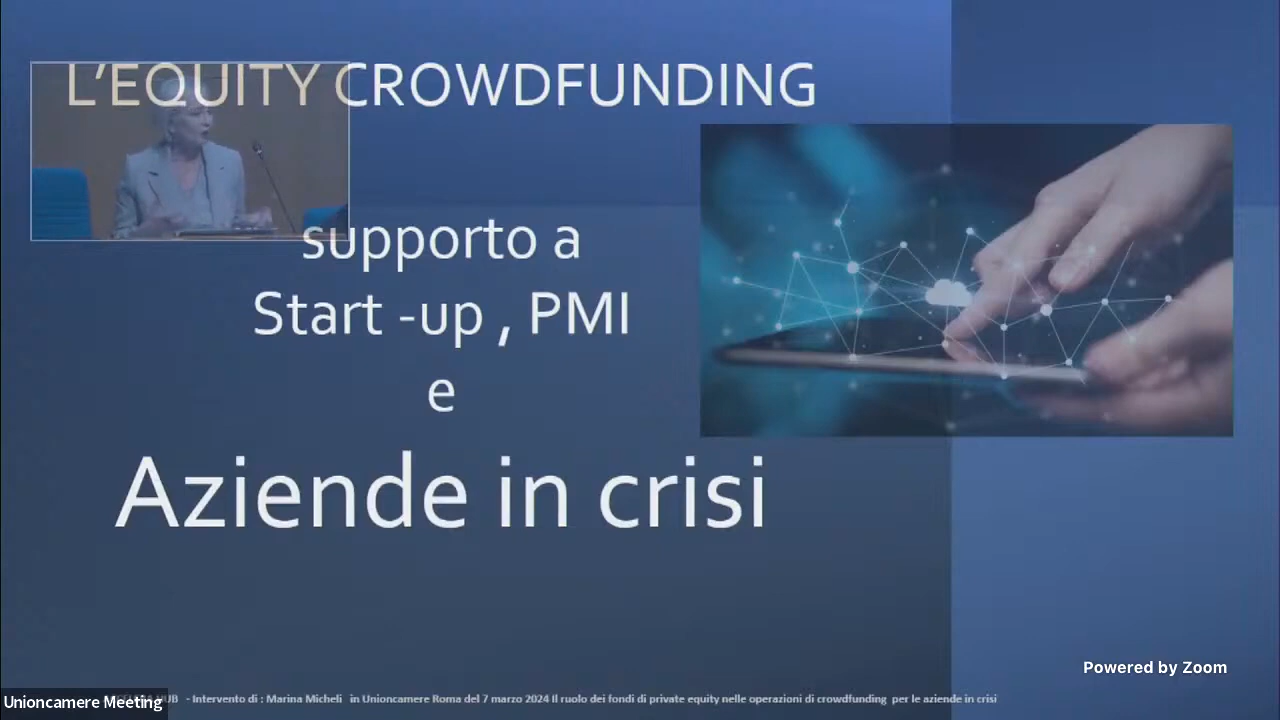 L'EQUITY CROWDFUNDING
supporto a
Start -up , PMI
e
Aziende in crisi
Powered by Zoom
Unioncamere Meeting
HUB - Intervento di : Marina Micheli in Unioncamere Roma del 7 marzo 2024 Il ruolo dei fondi di private equity nelle operazioni di crowdfunding per le aziende in crisi